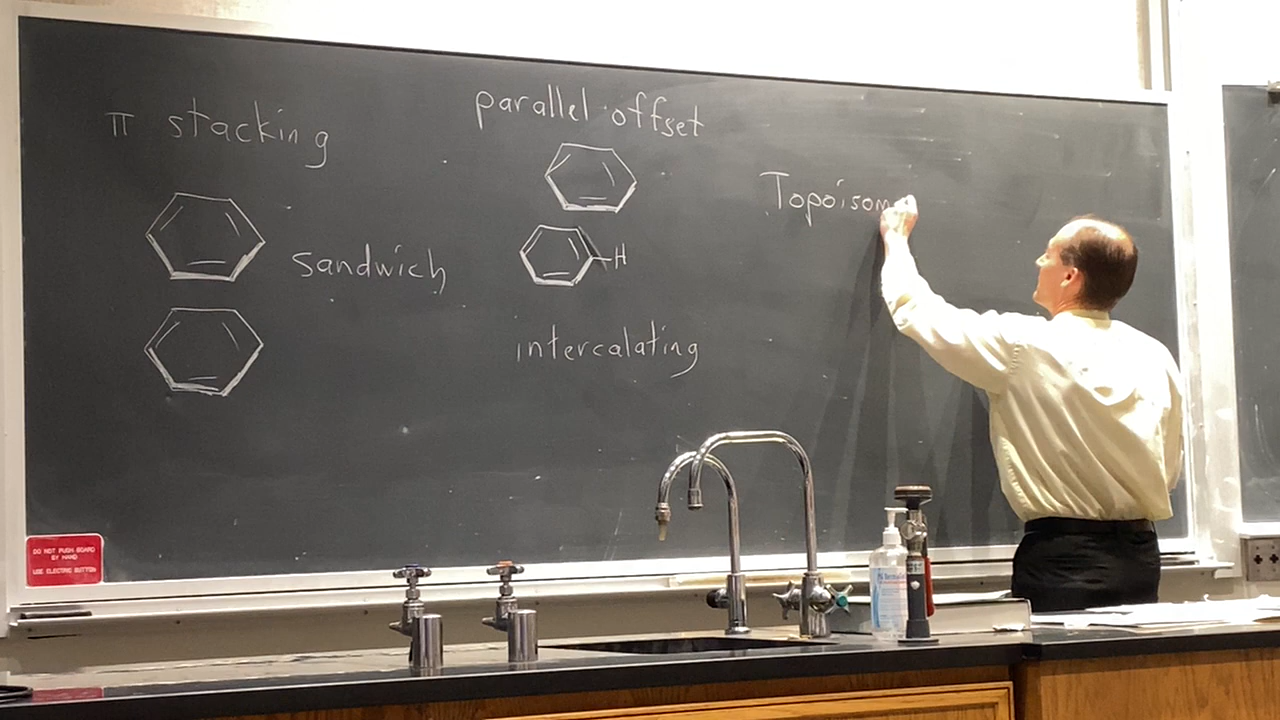 π stacking
sandwich
parallel offset
H
intercalating
Topoisom
DO NOT PUSH BOARD
BY HAND
USE ELECTRIC BUTTON